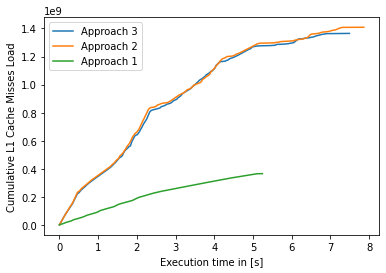 1e9
Approach 3
Approach 2
Approach 1
Cumulative L1 Cache Misses Load
1.4
1.2
1.0
0.8
0.6
0.4
0.2
0.0
0 1 2 3 4 5 6 7 8
Execution time in [s]